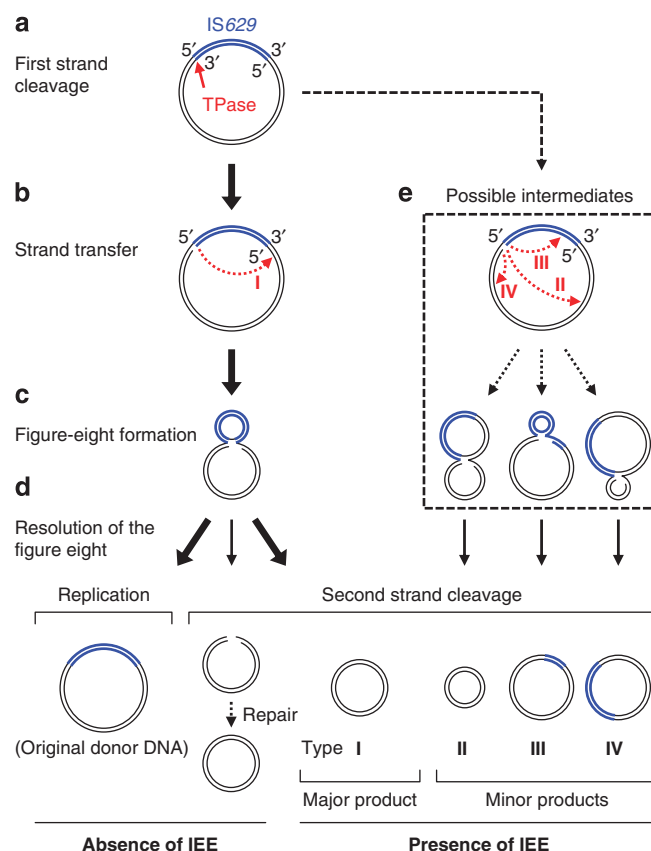 a
IS629
5′ 3′
3′ 5′
First strand
cleavage
TPase
b
5′ 3′
5′
Strand transfer
I
e
Possible intermediates
5′ 3′
5′
III
IV II
c
Figure-eight formation
d
Resolution of the
figure eight
Replication
Second strand cleavage
Repair
(Original donor DNA)
Type I II III IV
Major product
Minor products
Absence of IEE
Presence of IEE